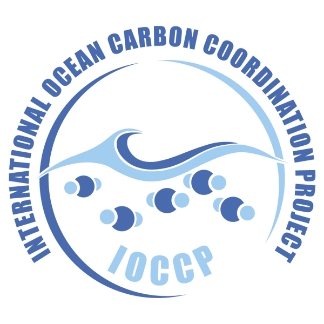 INTERNATIONAL OCEAN CARBON COORDINATION PROJECT
IOCCP